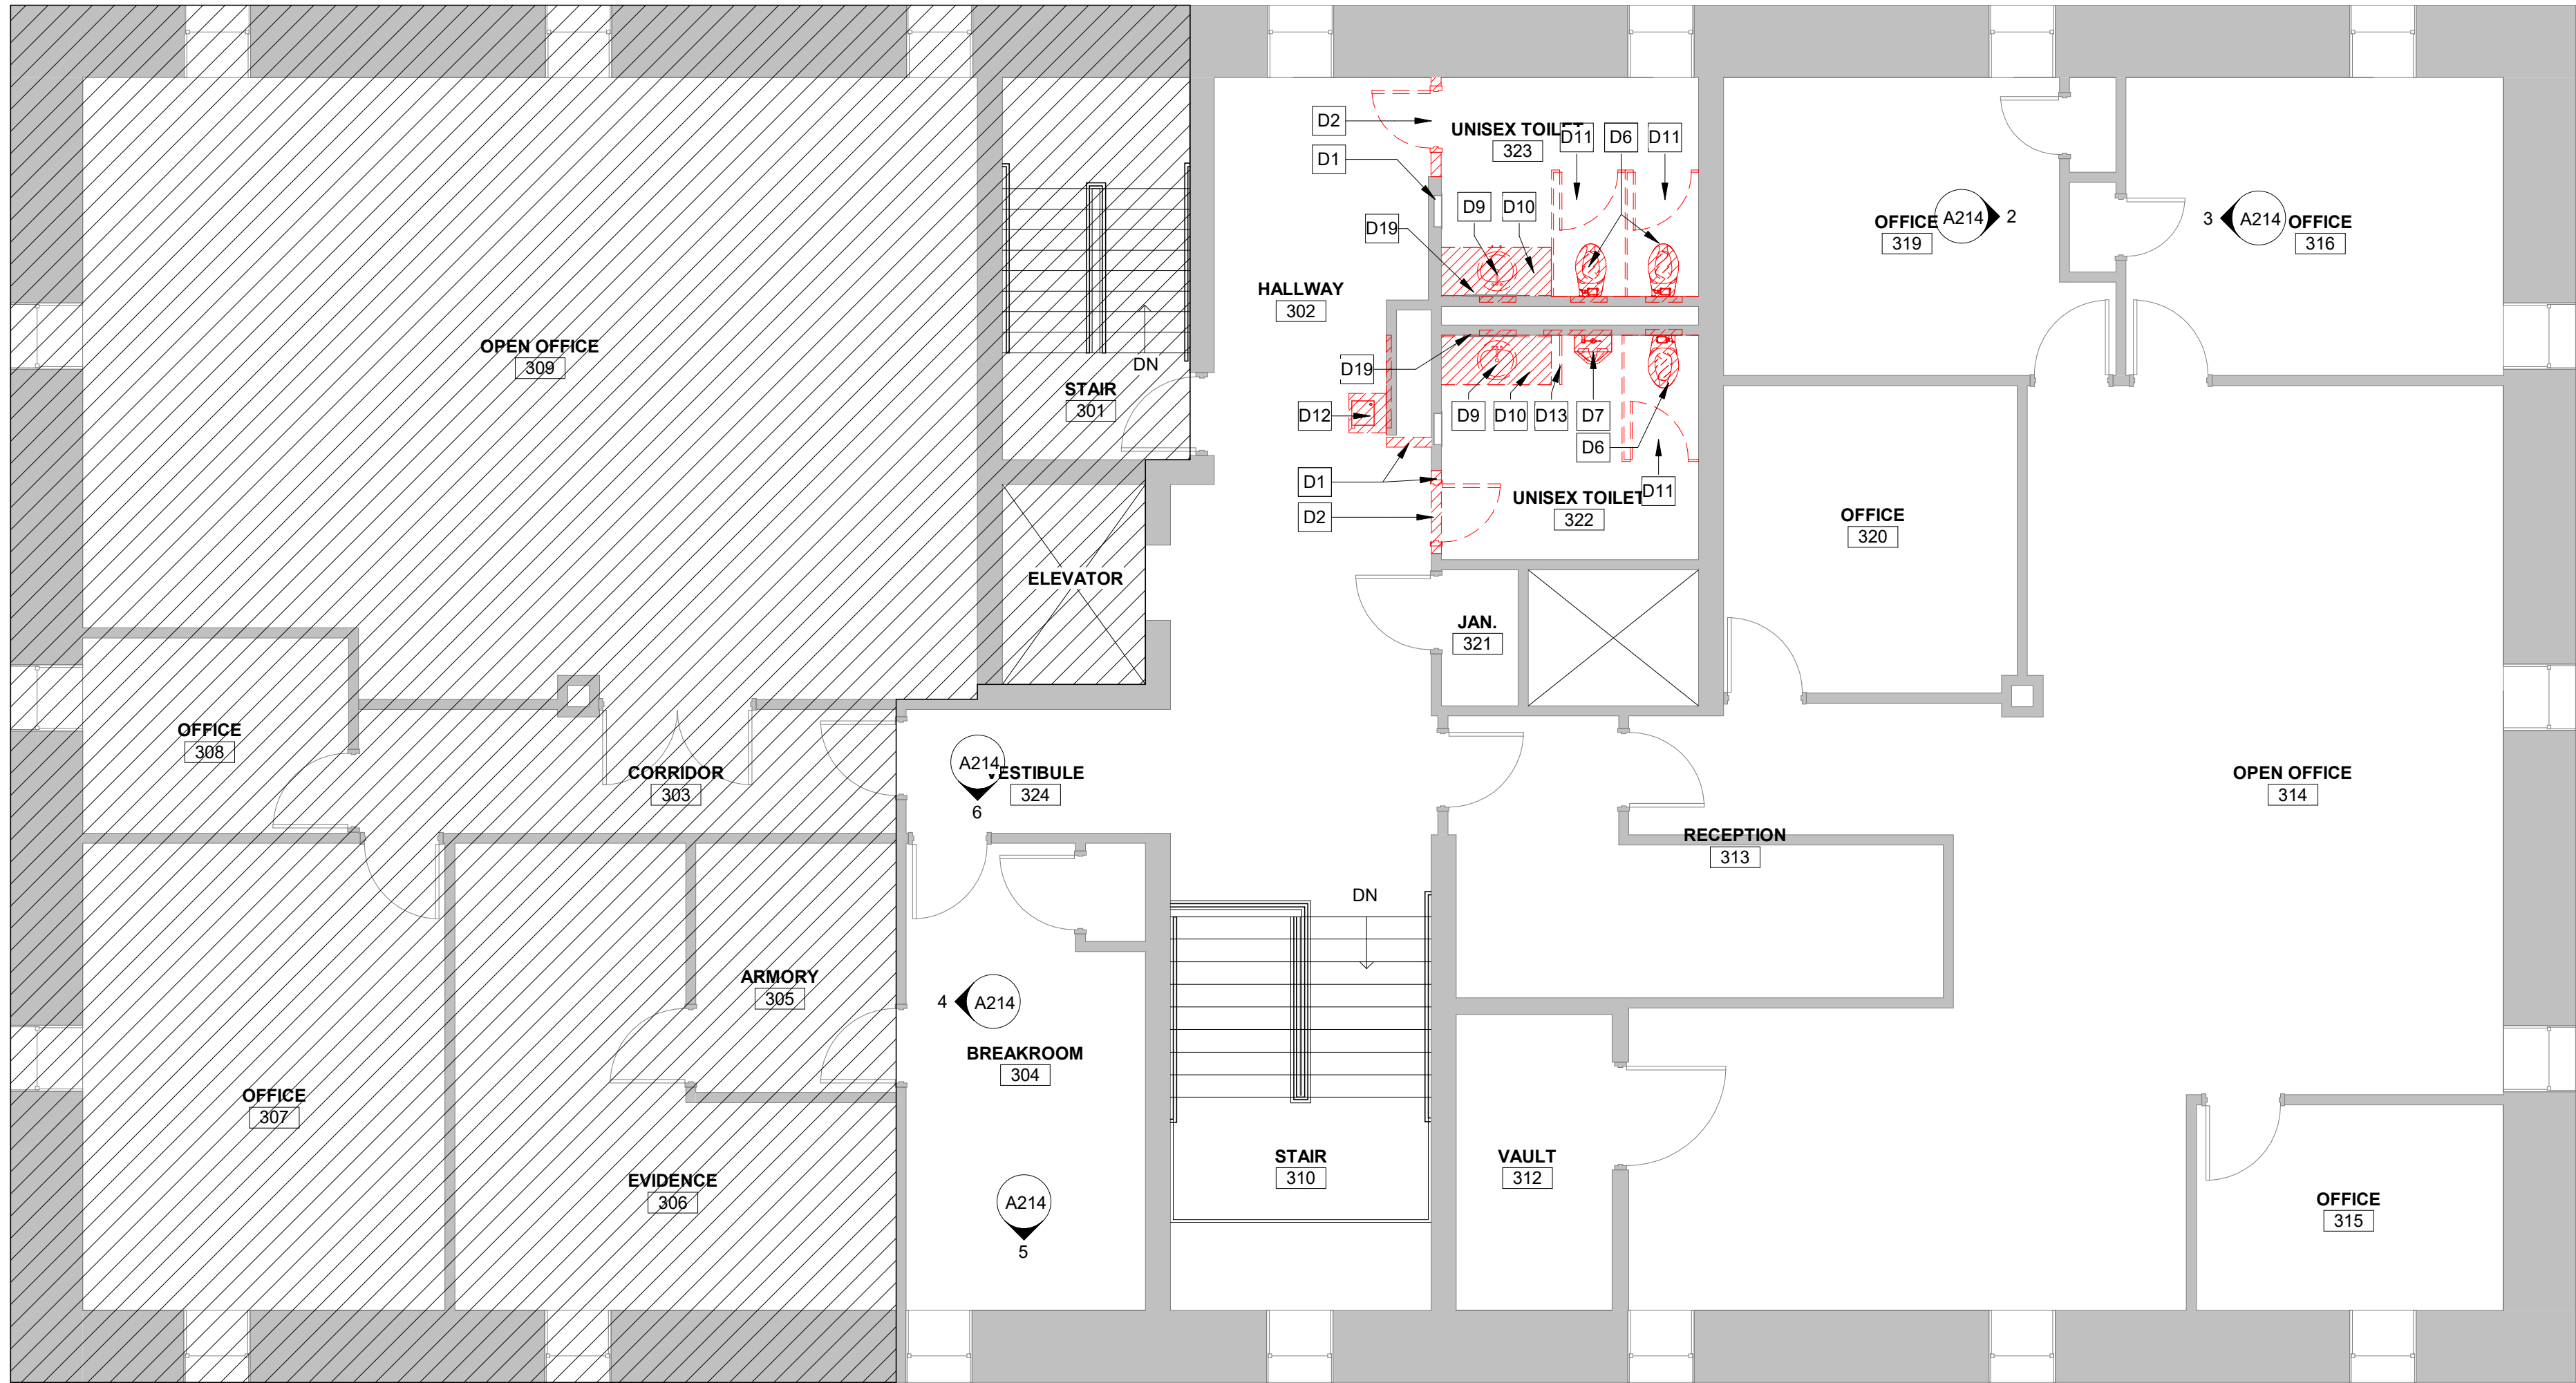 D2
UNISEX TOILET
323
D11
D6
D11
D1
D9
D10
D19
OFFICE
319
A214
2
3
A214
OFFICE
316
HALLWAY
302
OPEN OFFICE
309
DN
STAIR
301
D19
D12
D9
D10
D13
D7
D6
D1
D11
D2
UNISEX TOILET
322
OFFICE
320
ELEVATOR
JAN.
321
OFFICE
308
CORRIDOR
303
A214
6
VESTIBULE
324
OPEN OFFICE
314
RECEPTION
313
DN
ARMORY
305
4
A214
BREAKROOM
304
OFFICE
307
EVIDENCE
306
A214
5
STAIR
310
VAULT
312
OFFICE
315